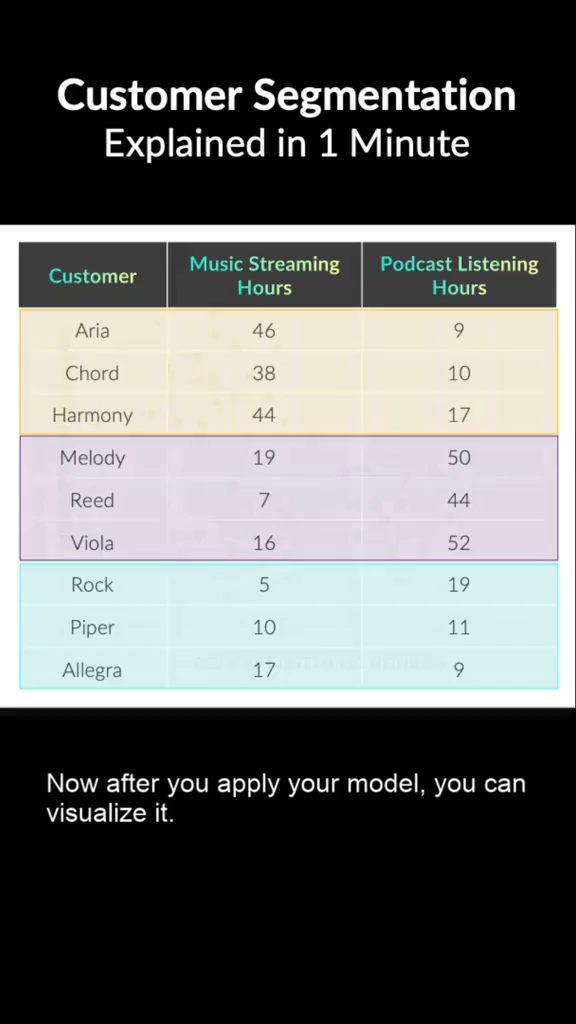 Customer Segmentation
Explained in 1 Minute
Customer Music Streaming Hours Podcast Listening Hours
Aria 46 9
Chord 38 10
Harmony 44 17
Melody 19 50
Reed 7 44
Viola 16 52
Rock 5 19
Piper 10 11
Allegra 17 9
Now after you apply your model, you can
visualize it.